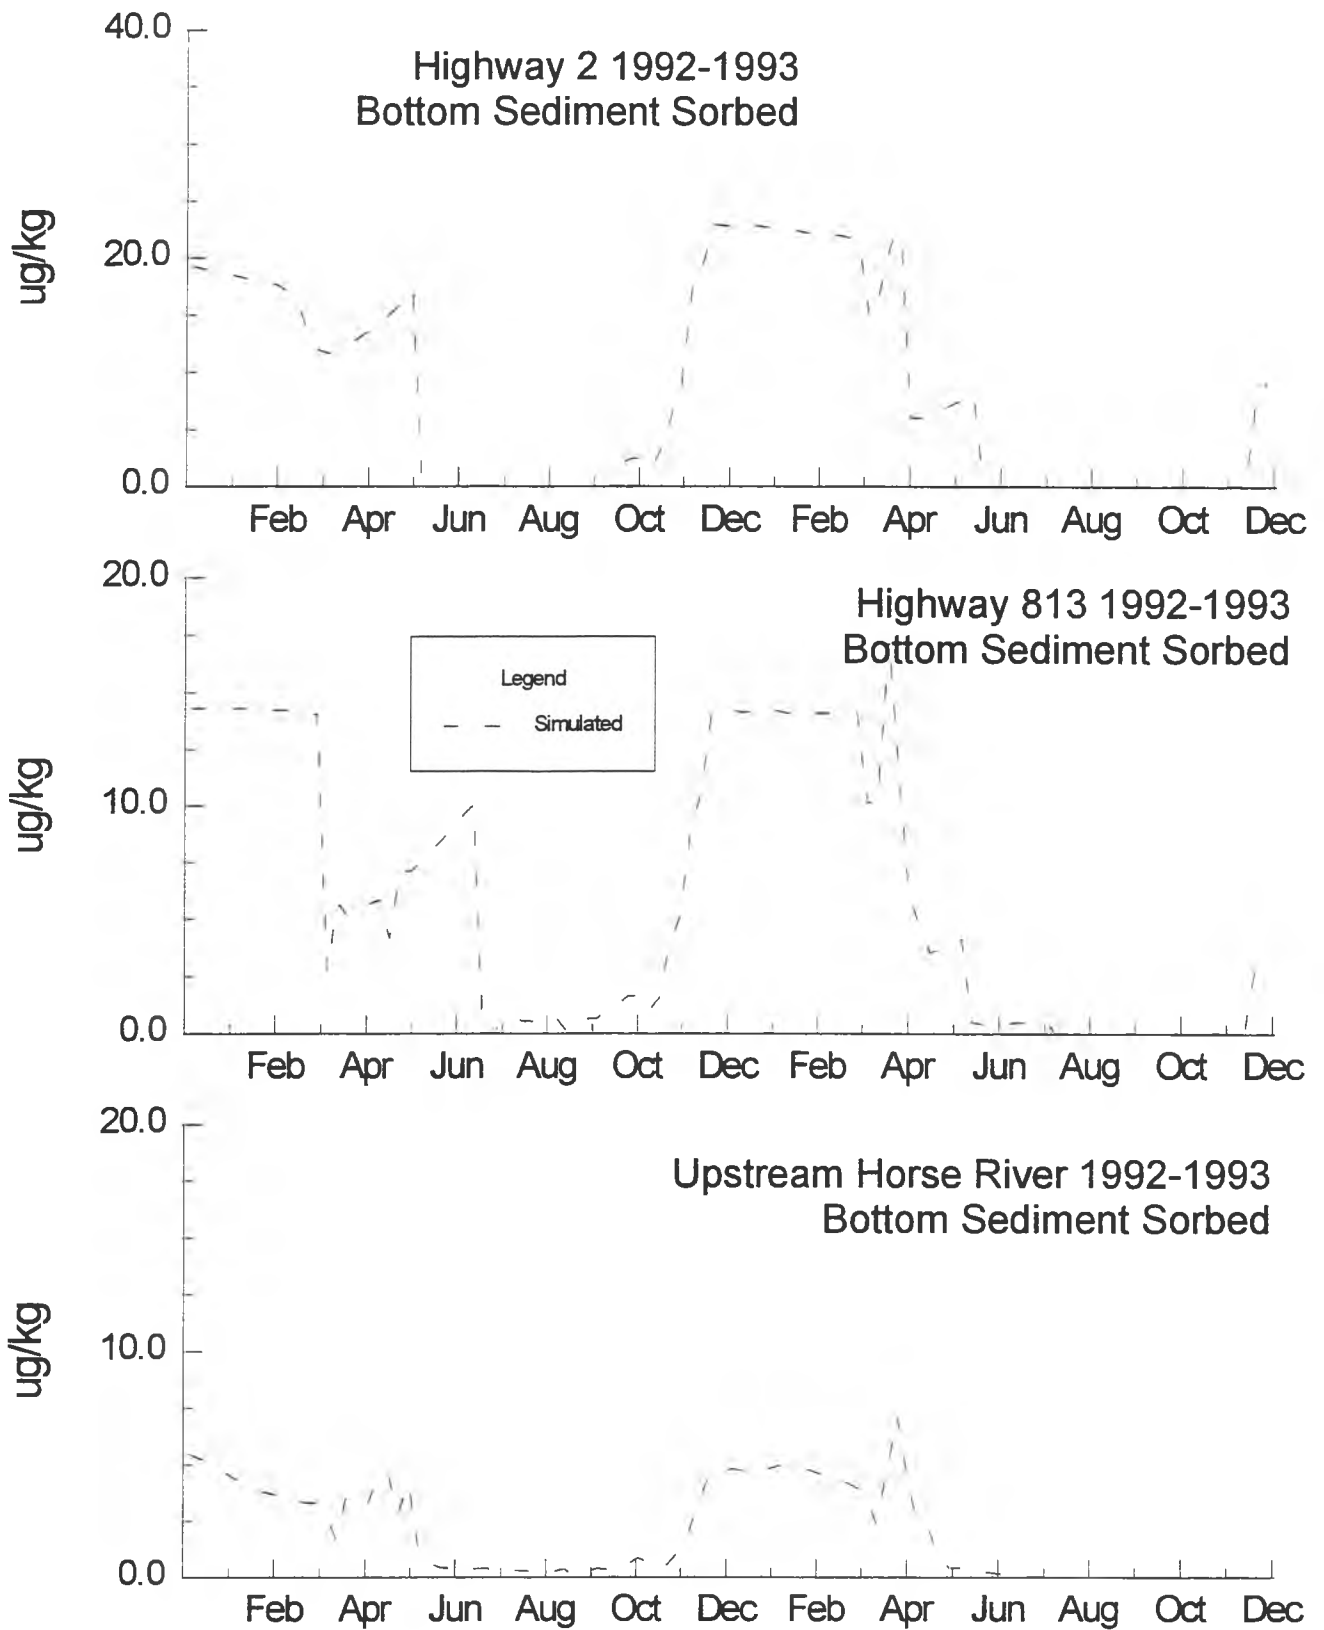 40.0
Highway 2 1992-1993
Bottom Sediment Sorbed
ug/kg
20.0
0.0
Feb Apr Jun Aug Oct Dec Feb Apr Jun Aug Oct Dec
20.0
Highway 813 1992-1993
Bottom Sediment Sorbed
Legend
Simulated
ug/kg
10.0
0.0
Feb Apr Jun Aug Oct Dec Feb Apr Jun Aug Oct Dec
20.0
Upstream Horse River 1992-1993
Bottom Sediment Sorbed
ug/kg
10.0
0.0
Feb Apr Jun Aug Oct Dec Feb Apr Jun Aug Oct Dec